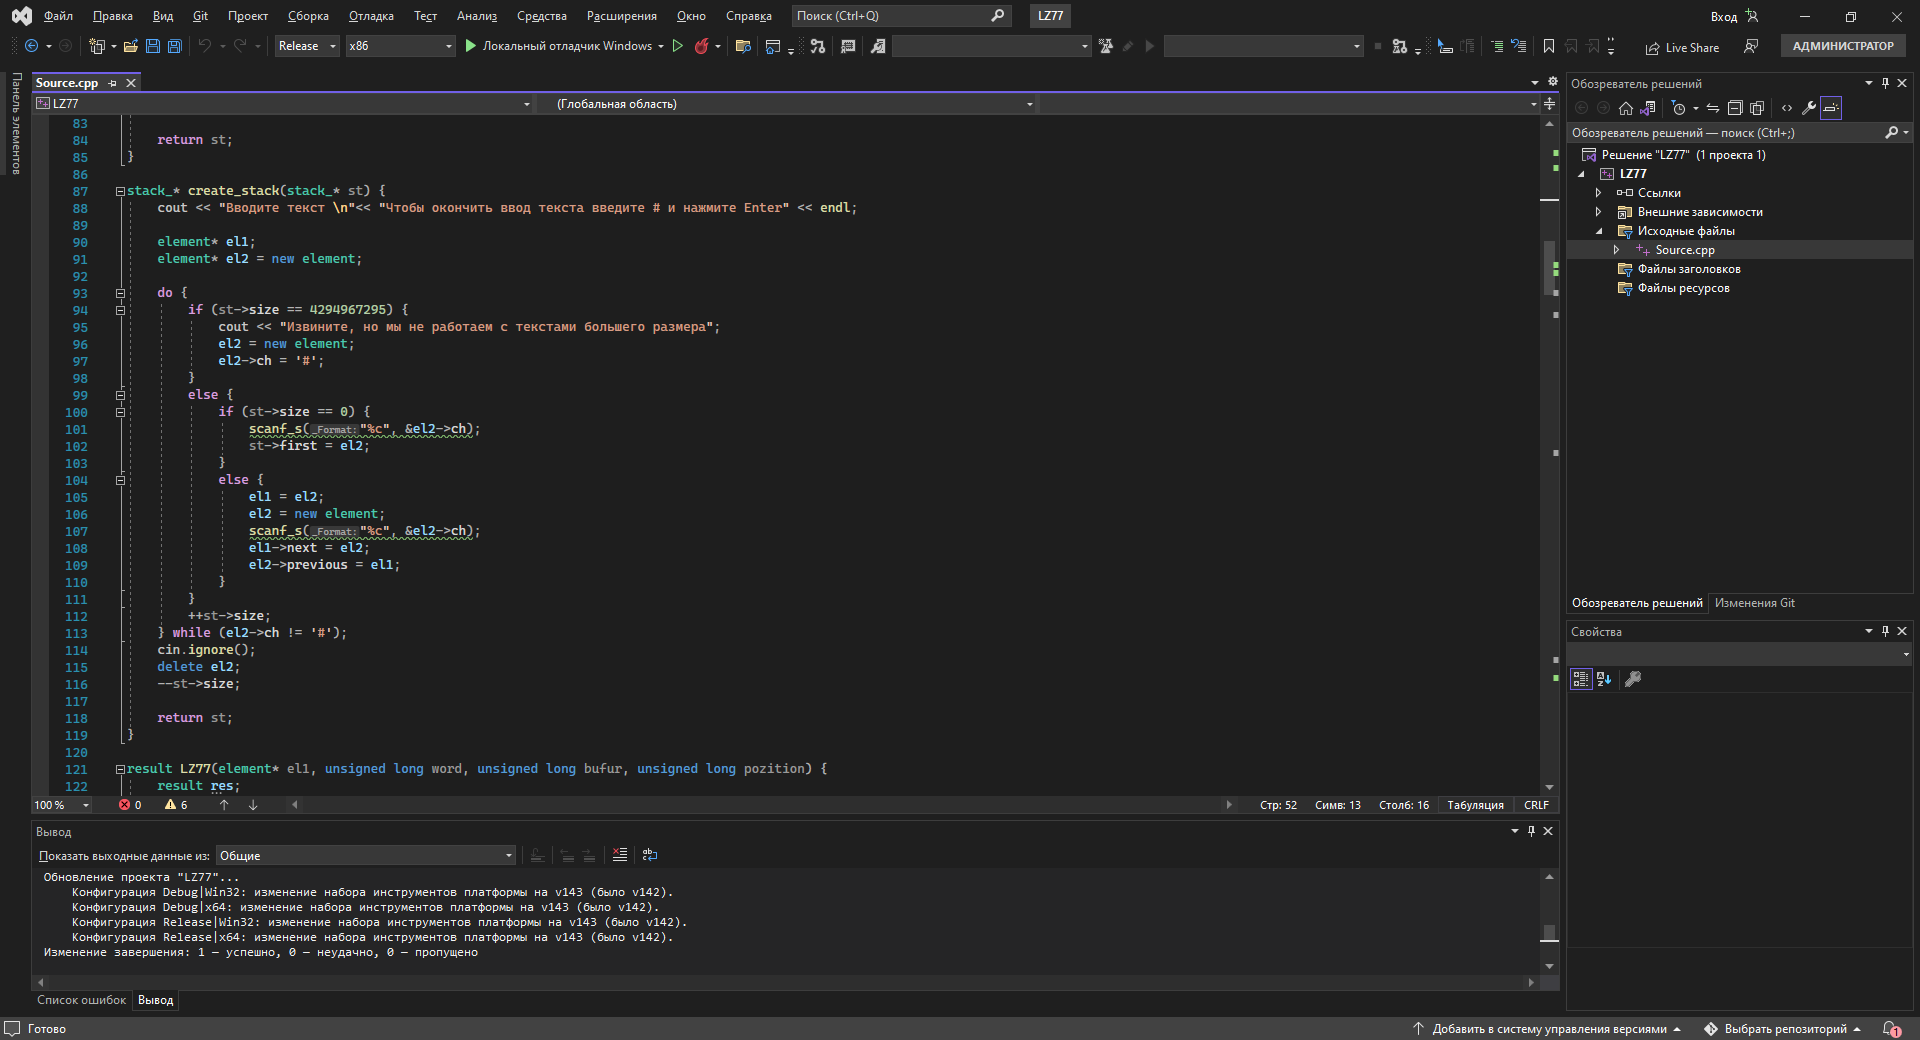 Файл Правка Вид Git Проект Сборка Отладка Тест Анализ Средства Расширения Окно Справка Поиск (Ctrl+Q) LZ77 Вход
Release x86 Локальный отладчик Windows Live Share АДМИНИСТРАТОР
Панель элементов
Source.cpp
LZ77 (Глобальная область)
83
84 return st;
85 }
86
87 stack_* create_stack(stack_* st) {
88 cout << "Вводите текст \n"<< "Чтобы окончить ввод текста введите # и нажмите Enter" << endl;
89
90 element* el1;
91 element* el2 = new element;
92
93 do {
94 if (st->size == 4294967295) {
95 cout << "Извините, но мы не работаем с текстами большего размера";
96 el2 = new element;
97 el2->ch = '#';
98 }
99 else {
100 if (st->size == 0) {
101 scanf_s(_Format:"%c", &el2->ch);
102 st->first = el2;
103 }
104 else {
105 el1 = el2;
106 el2 = new element;
107 scanf_s(_Format:"%c", &el2->ch);
108 el1->next = el2;
109 el2->previous = el1;
110 }
111 }
112 ++st->size;
113 } while (el2->ch != '#');
114 cin.ignore();
115 delete el2;
116 --st->size;
117
118 return st;
119 }
120
121 result LZ77(element* el1, unsigned long word, unsigned long bufur, unsigned long pozition) {
122 result res;
100 % 0 6 Стр: 52 Симв: 13 Столб: 16 Табуляция CRLF
Вывод
Показать выходные данные из: Общие
Обновление проекта "LZ77"...
Конфигурация Debug|Win32: изменение набора инструментов платформы на v143 (было v142).
Конфигурация Debug|x64: изменение набора инструментов платформы на v143 (было v142).
Конфигурация Release|Win32: изменение набора инструментов платформы на v143 (было v142).
Конфигурация Release|x64: изменение набора инструментов платформы на v143 (было v142).
Изменение завершения: 1 — успешно, 0 — неудачно, 0 — пропущено
Список ошибок Вывод
Обозреватель решений
Обозреватель решений — поиск (Ctrl+;)
Решение "LZ77" (1 проекта 1)
LZ77
Ссылки
Внешние зависимости
Исходные файлы
Source.cpp
Файлы заголовков
Файлы ресурсов
Обозреватель решений Изменения Git
Свойства
Готово Добавить в систему управления версиями Выбрать репозиторий 1